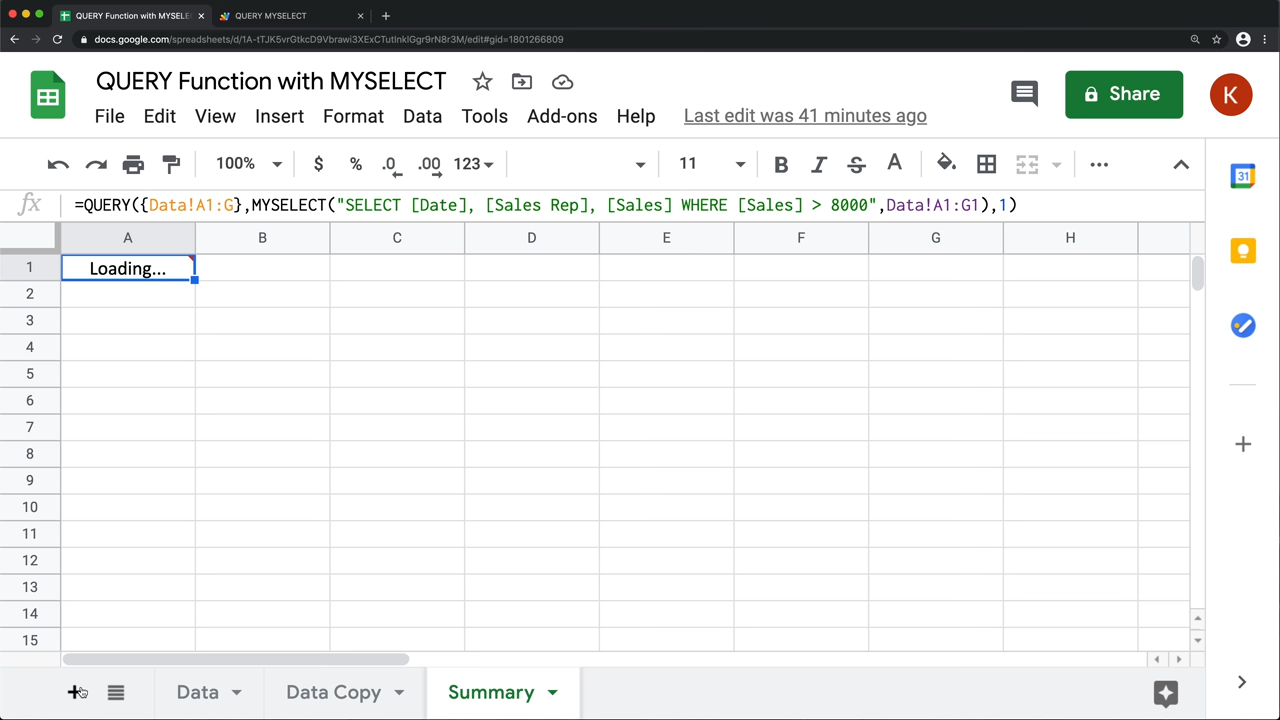 QUERY Function with MYSELE
QUERY MYSELECT
docs.google.com/spreadsheets/d/1A-tTJK5vrGtkcD9Vbrawi3XExCTutInklGgr9rN8r3M/edit#gid=1801266809
QUERY Function with MYSELECT
File Edit View Insert Format Data Tools Add-ons Help Last edit was 41 minutes ago
Share
K
100% $ % .0 .00 123 11 B I S A
31
fx =QUERY({Data!A1:G},MYSELECT("SELECT [Date], [Sales Rep], [Sales] WHERE [Sales] > 8000",Data!A1:G1),1)
A B C D E F G H
1 Loading...
2
3
4
5
6
7
8
9
10
11
12
13
14
15
Data Data Copy Summary